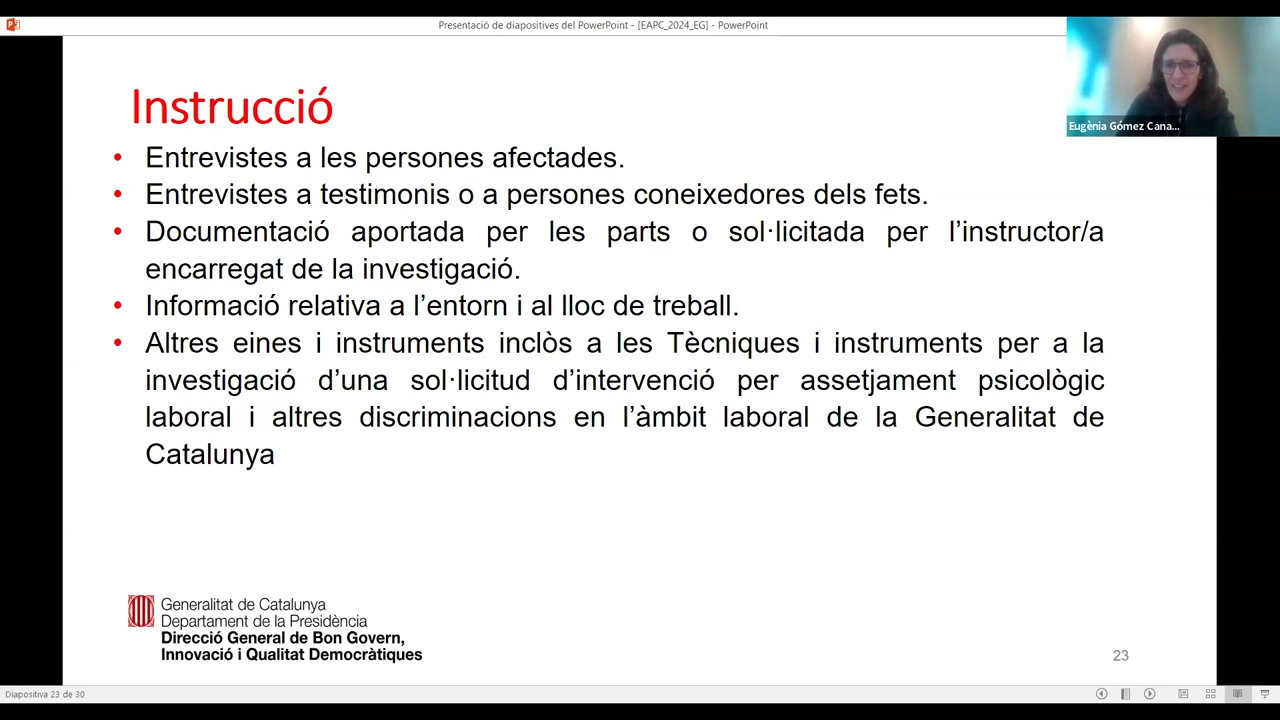 Presentació de diapositives del PowerPoint - [EAPC_2024_EG] - PowerPoint
Eugènia Gómez Cana...
Instrucció
• Entrevistes a les persones afectades.
• Entrevistes a testimonis o a persones coneixedores dels fets.
• Documentació aportada per les parts o sol·licitada per l’instructor/a
encarregat de la investigació.
• Informació relativa a l’entorn i al lloc de treball.
• Altres eines i instruments inclòs a les Tècniques i instruments per a la
investigació d’una sol·licitud d’intervenció per assetjament psicològic
laboral i altres discriminacions en l’àmbit laboral de la Generalitat de
Catalunya
Generalitat de Catalunya
Departament de la Presidència
Direcció General de Bon Govern,
Innovació i Qualitat Democràtiques
23
Diapositiva 23 de 30